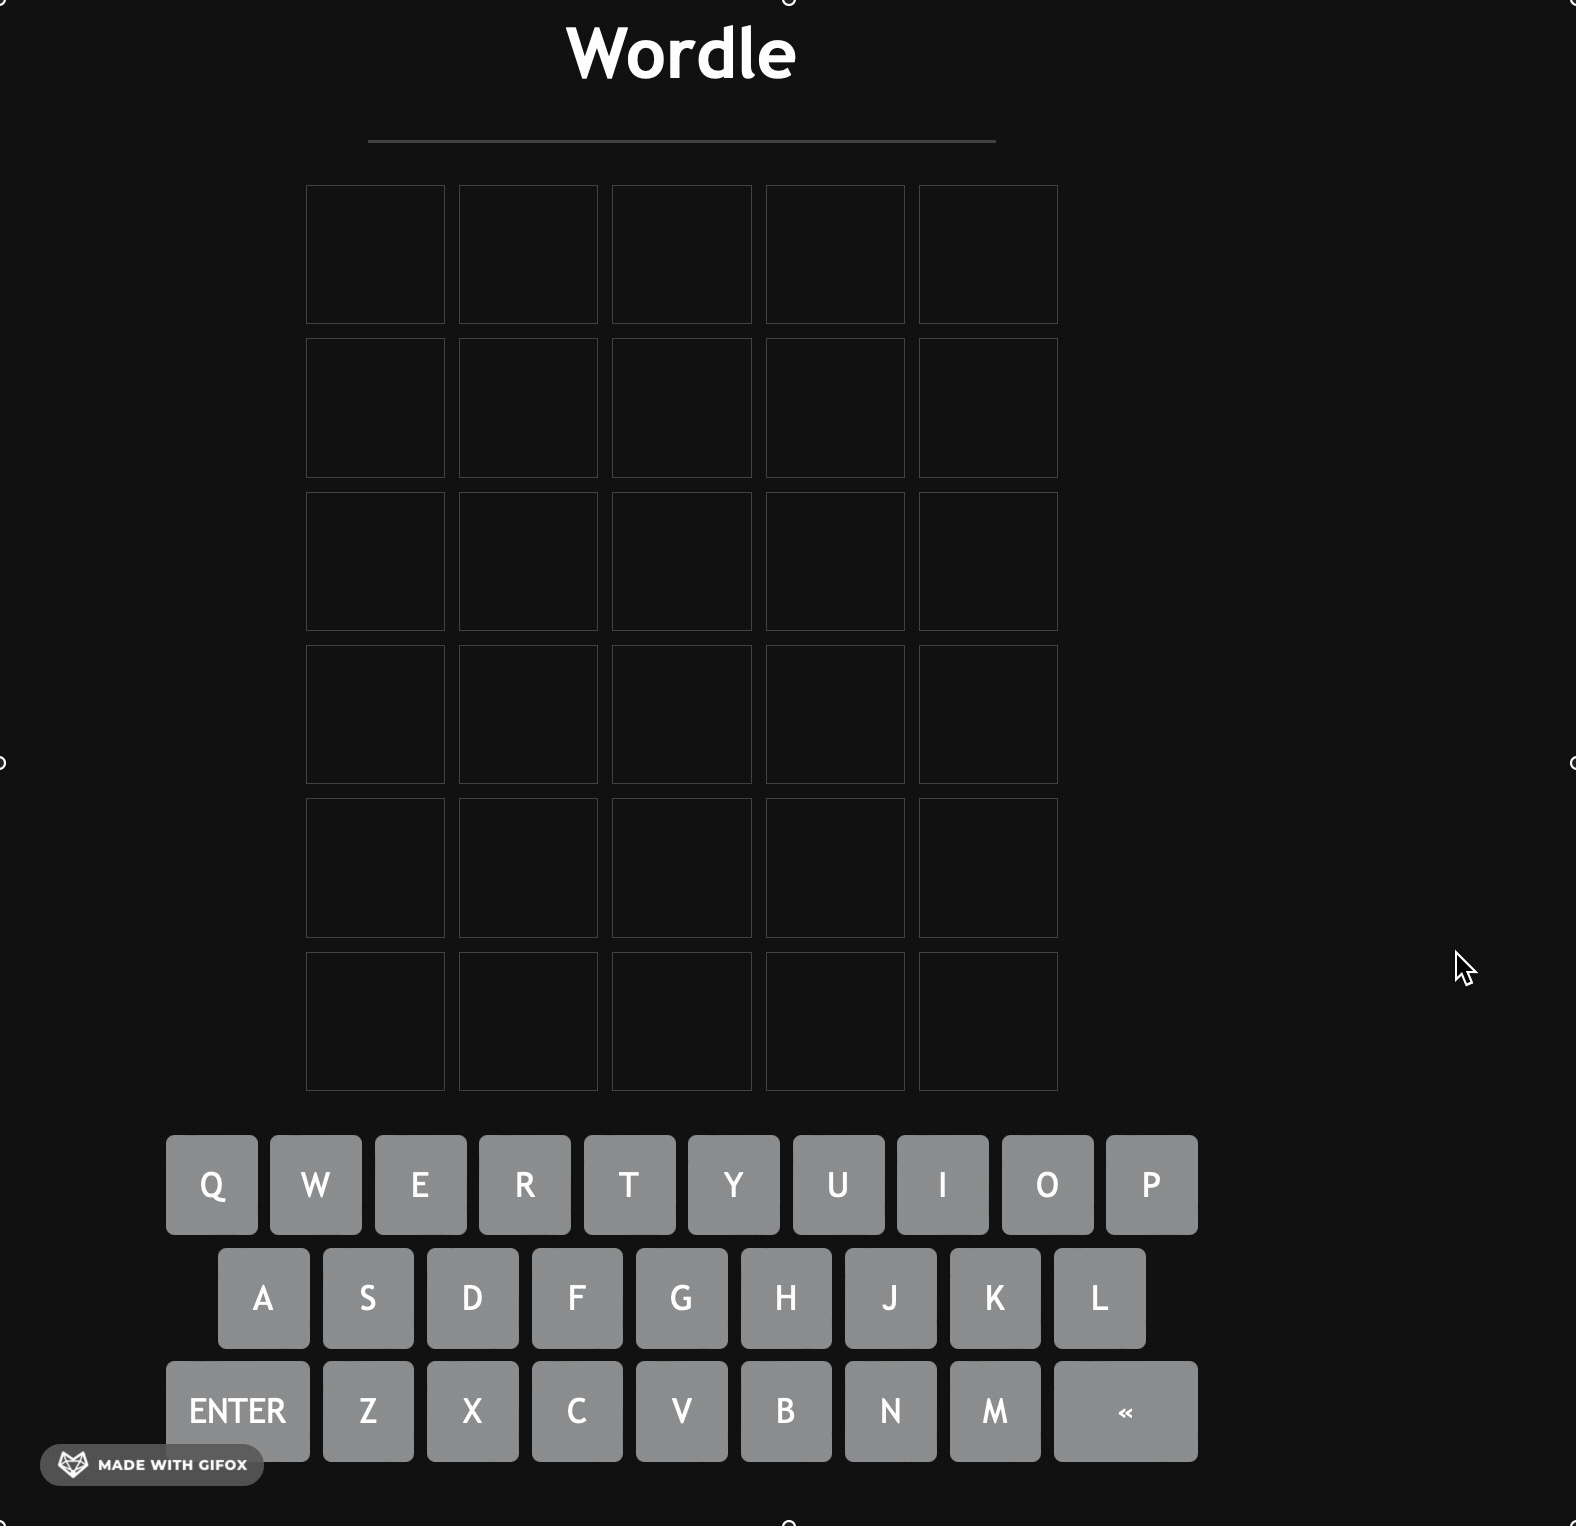 Wordle
Q W E R T Y U I O P
A S D F G H J K L
ENTER Z X C V B N M «
MADE WITH GIFOX